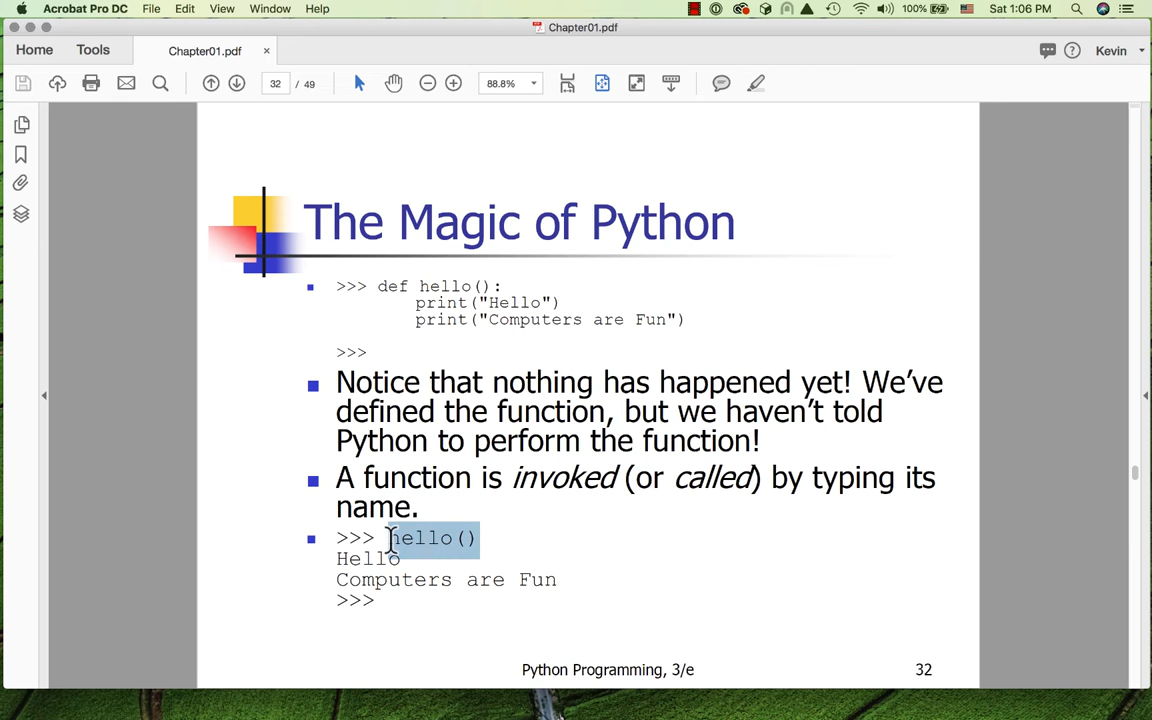 Acrobat Pro DC File Edit View Window Help 100% Sat 1:06 PM
Chapter01.pdf
Home Tools Chapter01.pdf × ? Kevin
32 / 49 88.8%
The Magic of Python
>>> def hello():
print("Hello")
print("Computers are Fun")
>>>
Notice that nothing has happened yet! We’ve
defined the function, but we haven’t told
Python to perform the function!
A function is invoked (or called) by typing its
name.
>>> hello()
Hello
Computers are Fun
>>>
Python Programming, 3/e 32